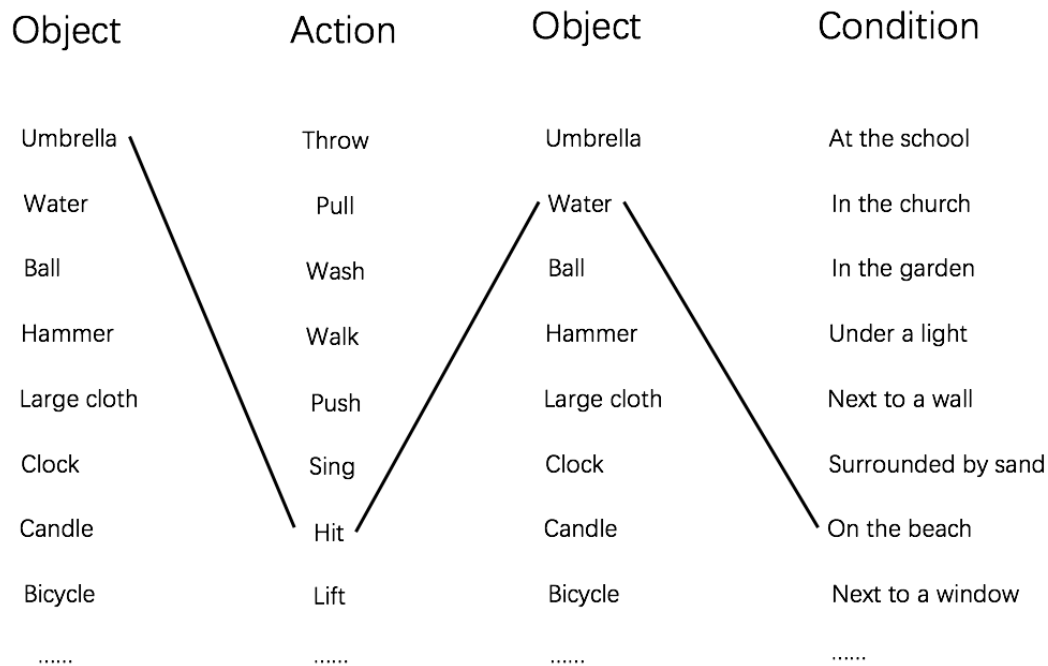 Object Action Object Condition
Umbrella Throw Umbrella At the school
Water Pull Water In the church
Ball Wash Ball In the garden
Hammer Walk Hammer Under a light
Large cloth Push Large cloth Next to a wall
Clock Sing Clock Surrounded by sand
Candle Hit Candle On the beach
Bicycle Lift Bicycle Next to a window
...... ...... ...... ......